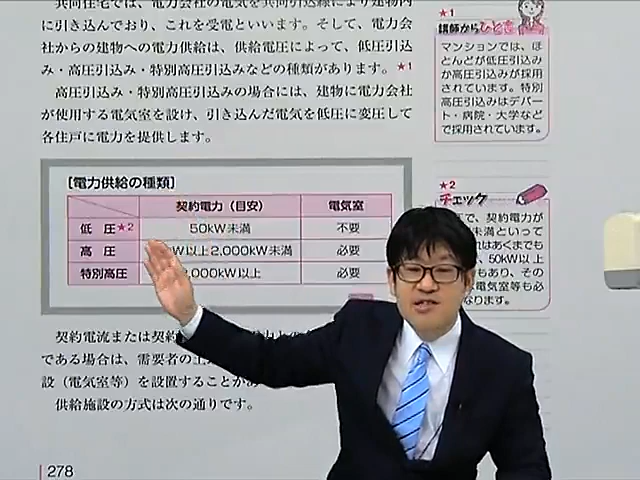 共同住宅では、電力会社の電気を共同引込線により建物内
に引き込んでおり、これを受電といいます。そして、電力会
社からの建物への電力供給は、供給電圧によって、低圧引込
み・高圧引込み・特別高圧引込みなどの種類があります。★1
高圧引込み・特別高圧引込みの場合には、建物に電力会社
が使用する電気室を設け、引き込んだ電気を低圧に変圧して
各住戸に電力を提供します。
[電力供給の種類]
契約電力(目安) 電気室
低 圧★2 50kW未満 不要
高 圧 W以上2,000kW未満 必要
特別高圧 ,000kW以上 必要
契約電流または契約
である場合は、需要者の
設(電気室等)を設置することが
供給施設の方式は次の通りです。
278
★1
講師からひと言
マンションでは、ほ
とんどが低圧引込み
か高圧引込みが採用
されています。特別
高圧引込みはデパー
ト・病院・大学など
で採用されています。
★2
チェック
で、契約電力が
未満といって
れはあくまでも
、50kW以上
もあり、その
電気室等も必
なります。